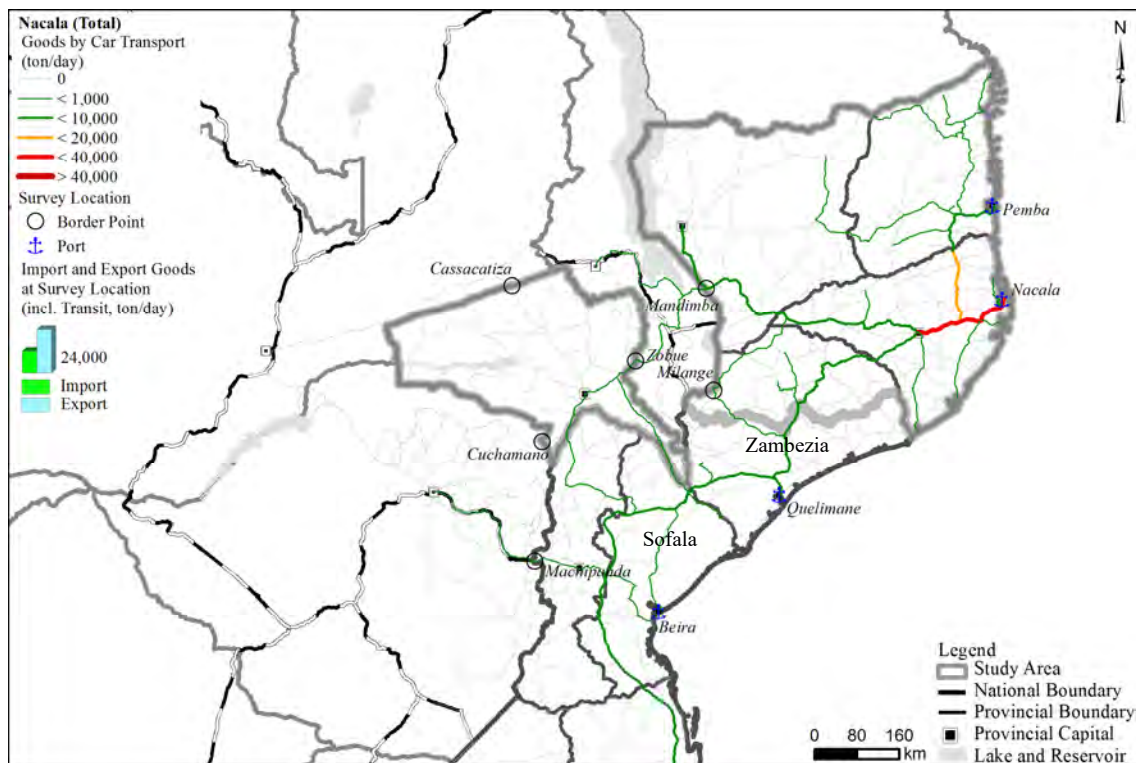 Nacala (Total)
Goods by Car Transport
(ton/day)
0
< 1,000
< 10,000
< 20,000
< 40,000
> 40,000
Survey Location
Border Point
Port
Import and Export Goods
at Survey Location
(incl. Transit, ton/day)
24,000
Import
Export
N
Pemba
Cassacatiza
Nacala
Mandimba
Zobue
Milange
Cuchamano
Zambezia
Quelimane
Sofala
Machipanda
Beira
Legend
Study Area
National Boundary
Provincial Boundary
Provincial Capital
Lake and Reservoir
0 80 160
km